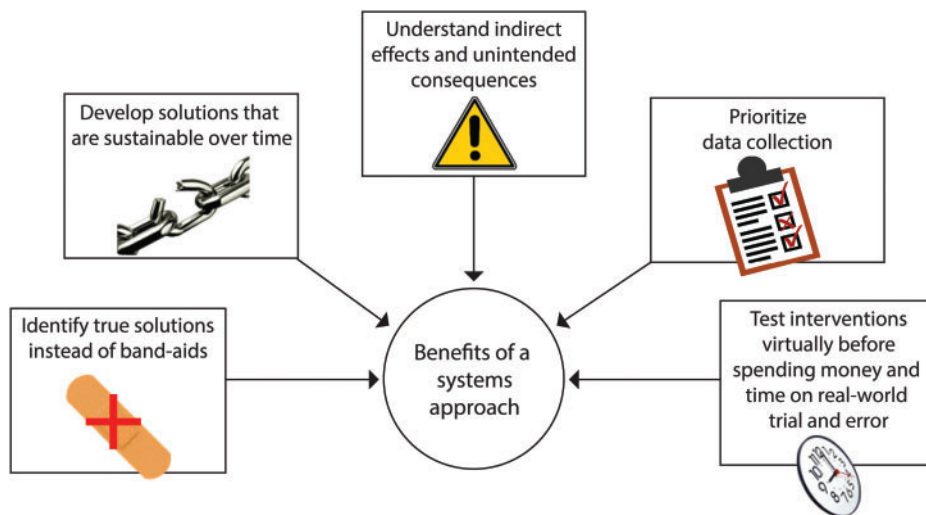 Understand indirect
effects and unintended
consequences
Develop solutions that
are sustainable over time
Prioritize
data collection
Identify true solutions
instead of band-aids
Benefits of a
systems
approach
Test interventions
virtually before
spending money and
time on real-world
trial and error